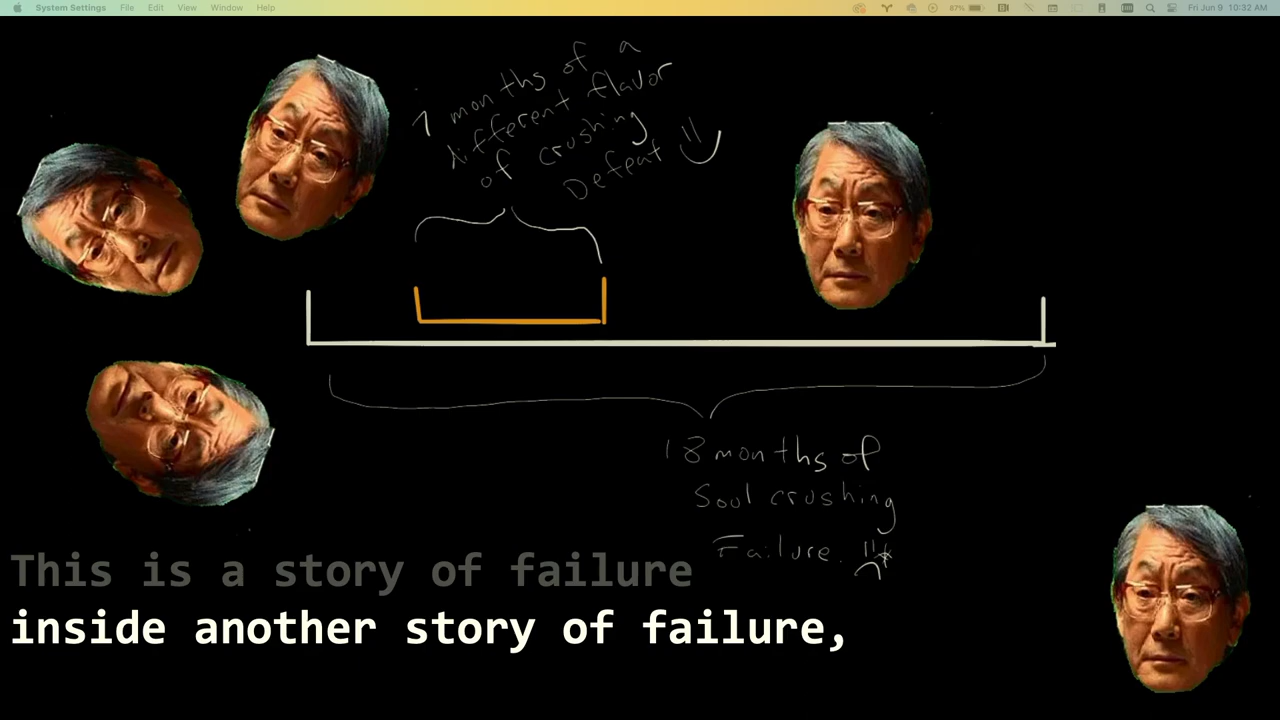 System Settings File Edit View Window Help 87% Fri Jun 9 10:32 AM
7 months of a
different flavor
of crushing
Defeat
18 months of
Soul crushing
Failure.
This is a story of failure
inside another story of failure,